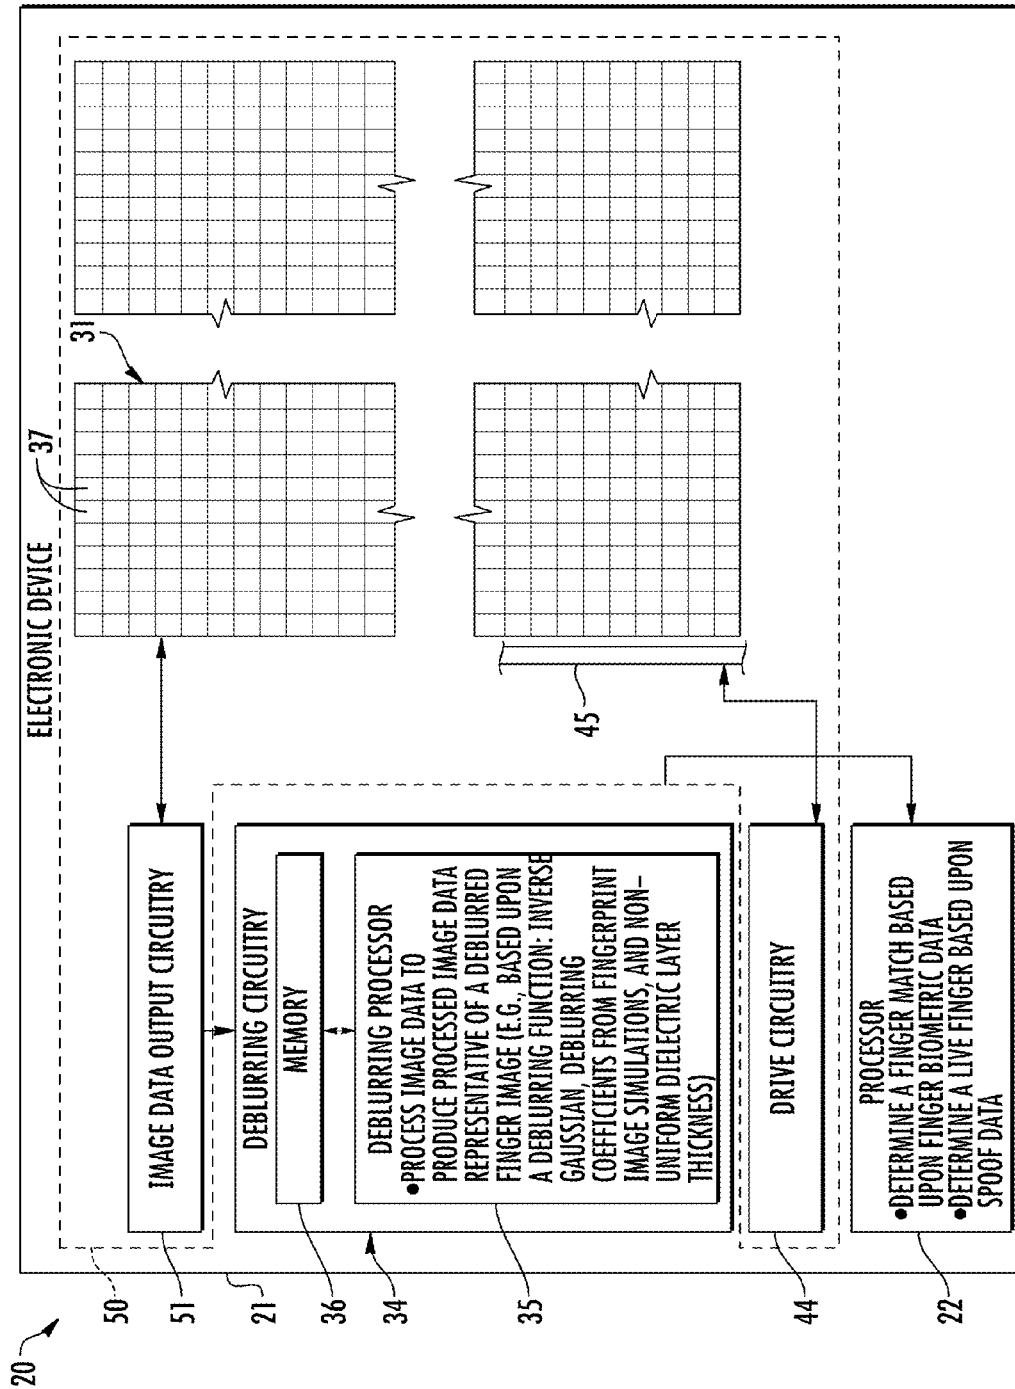 20
ELECTRONIC DEVICE
37
31
50
51
IMAGE DATA OUTPUT CIRCUITRY
21
DEBLURRING CIRCUITRY
36
MEMORY
34
35
DEBLURRING PROCESSOR
●PROCESS IMAGE DATA TO
PRODUCE PROCESSED IMAGE DATA
REPRESENTATIVE OF A DEBLURRED
FINGER IMAGE (E.G., BASED UPON
A DEBLURRING FUNCTION: INVERSE
GAUSSIAN, DEBLURRING
COEFFICIENTS FROM FINGERPRINT
IMAGE SIMULATIONS, AND NON–
UNIFORM DIELECTRIC LAYER
THICKNESS)
45
44
DRIVE CIRCUITRY
22
PROCESSOR
●DETERMINE A FINGER MATCH BASED
UPON FINGER BIOMETRIC DATA
●DETERMINE A LIVE FINGER BASED UPON
SPOOF DATA